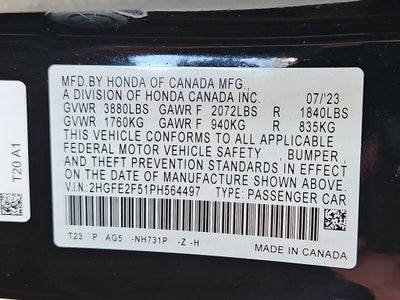 MFD.BY HONDA OF CANADA MFG.,
A DIVISION OF HONDA CANADA INC. 07/'23
GVWR 3880LBS GAWR F 2072LBS R 1840LBS
GVWR 1760KG GAWR F 940KG R 835KG
THIS VEHICLE CONFORMS TO ALL APPLICABLE
FEDERAL MOTOR VEHICLE SAFETY , BUMPER ,
AND THEFT PREVENTION STANDARDS IN EFFECT
ON THE DATE OF MANUFACTURE SHOWN ABOVE.
V.I.N: 2HGFE2F51PH564497 TYPE: PASSENGER CAR
T23 P AG5 -NH731P -Z -H
MADE IN CANADA
T20 A1